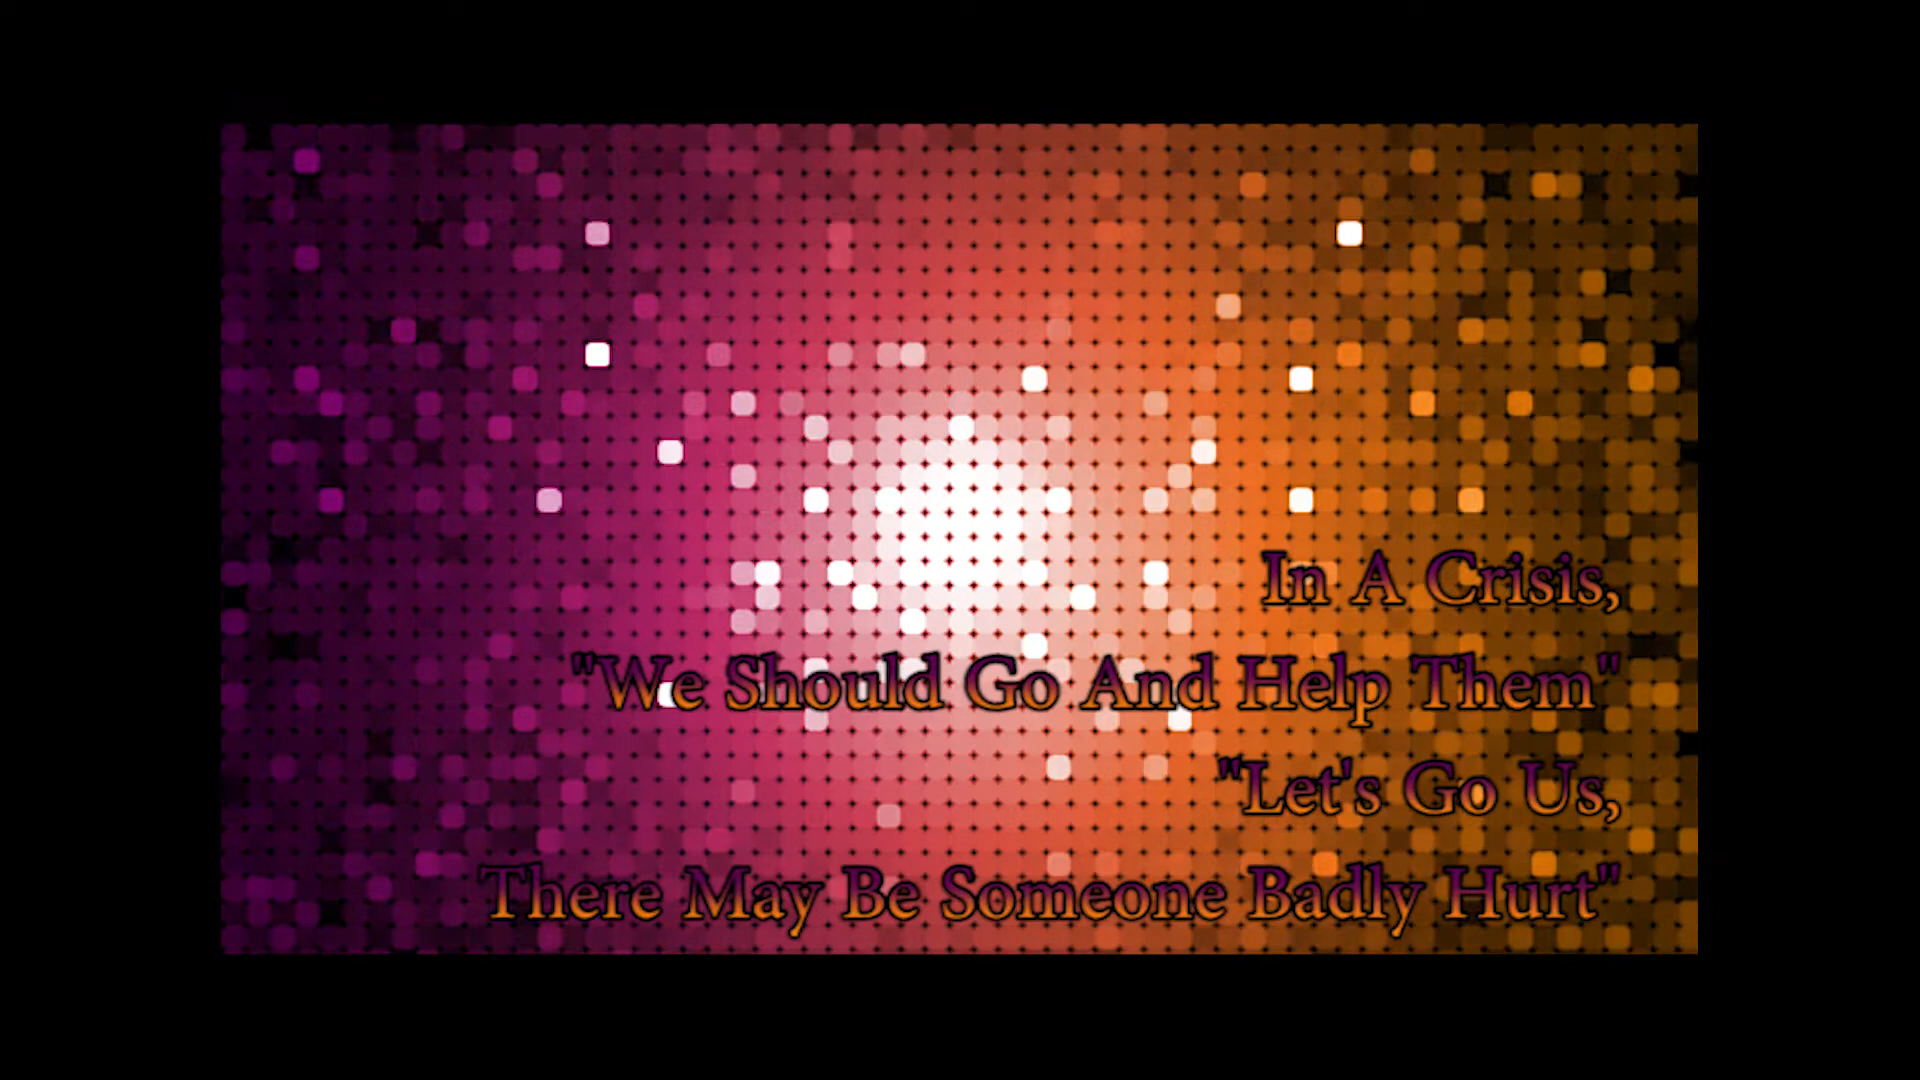 In A Crisis,
"We Should Go And Help Them"
"Let's Go Us,
There May Be Someone Badly Hurt"